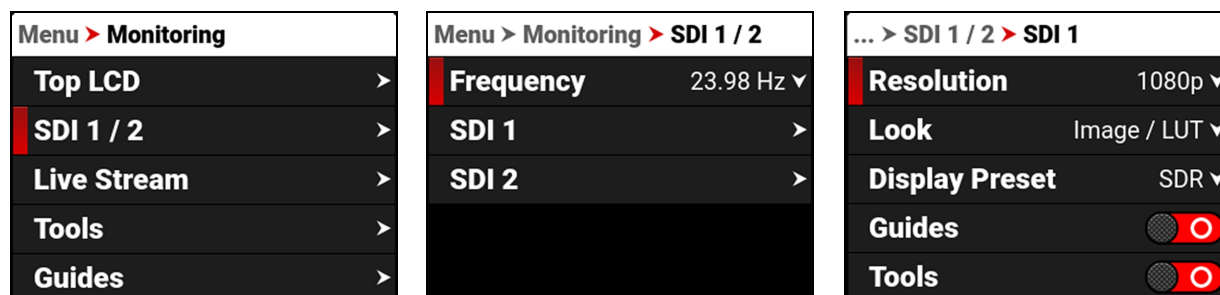 Menu > Monitoring
Top LCD >
SDI 1 / 2 >
Live Stream >
Tools >
Guides >
Menu > Monitoring > SDI 1 / 2
Frequency 23.98 Hz
SDI 1 >
SDI 2 >
... > SDI 1 / 2 > SDI 1
Resolution 1080p
Look Image / LUT
Display Preset SDR
Guides
Tools